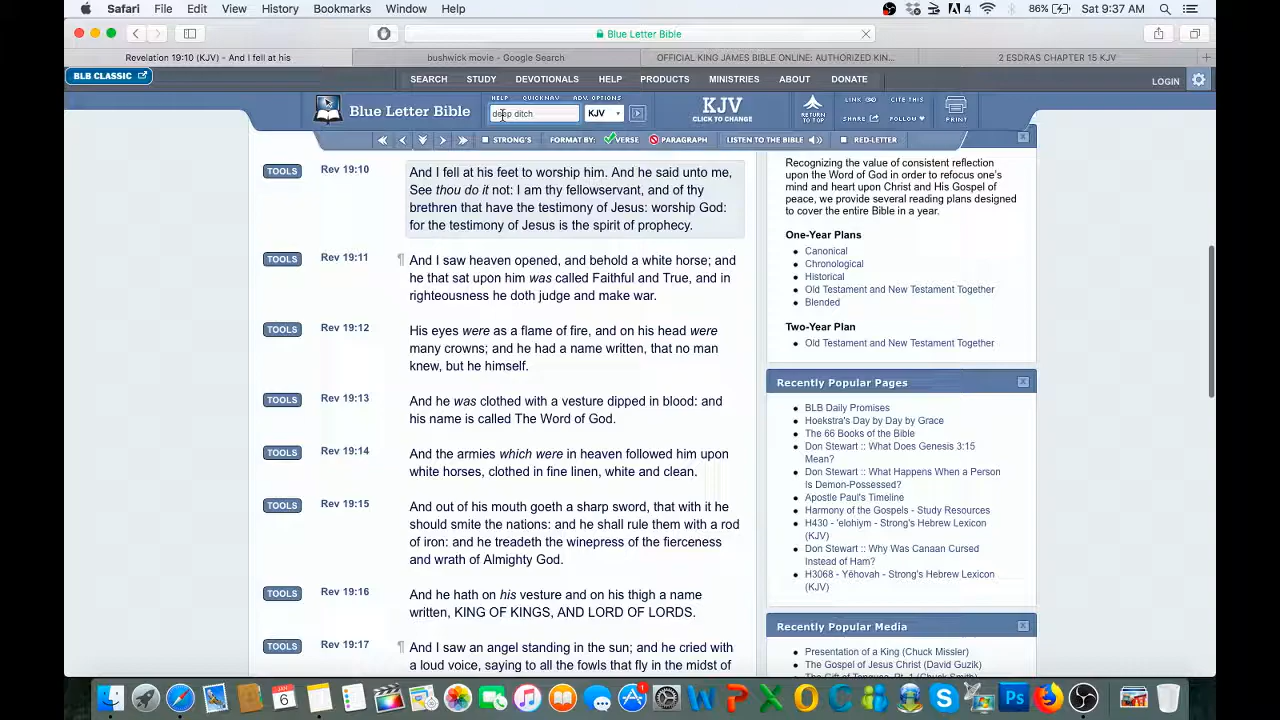 Safari File Edit View History Bookmarks Window Help
4 86% Sat 9:37 AM
Blue Letter Bible
Revelation 19:10 (KJV) - And I fell at his
bushwick movie - Google Search
OFFICIAL KING JAMES BIBLE ONLINE: AUTHORIZED KIN...
2 ESDRAS CHAPTER 15 KJV
BLB CLASSIC
SEARCH STUDY DEVOTIONALS HELP PRODUCTS MINISTRIES ABOUT DONATE
LOGIN
HELP QUICKNAV ADV. OPTIONS
Blue Letter Bible
deep ditch
KJV
KJV
CLICK TO CHANGE
RETURN
TO TOP
LINK
CITE THIS
SHARE
FOLLOW
PRINT
STRONG'S FORMAT BY: VERSE PARAGRAPH LISTEN TO THE BIBLE RED-LETTER
TOOLS Rev 19:10 And I fell at his feet to worship him. And he said unto me,
See thou do it not: I am thy fellowservant, and of thy
brethren that have the testimony of Jesus: worship God:
for the testimony of Jesus is the spirit of prophecy.
TOOLS Rev 19:11 ¶ And I saw heaven opened, and behold a white horse; and
he that sat upon him was called Faithful and True, and in
righteousness he doth judge and make war.
TOOLS Rev 19:12 His eyes were as a flame of fire, and on his head were
many crowns; and he had a name written, that no man
knew, but he himself.
TOOLS Rev 19:13 And he was clothed with a vesture dipped in blood: and
his name is called The Word of God.
TOOLS Rev 19:14 And the armies which were in heaven followed him upon
white horses, clothed in fine linen, white and clean.
TOOLS Rev 19:15 And out of his mouth goeth a sharp sword, that with it he
should smite the nations: and he shall rule them with a rod
of iron: and he treadeth the winepress of the fierceness
and wrath of Almighty God.
TOOLS Rev 19:16 And he hath on his vesture and on his thigh a name
written, KING OF KINGS, AND LORD OF LORDS.
TOOLS Rev 19:17 ¶ And I saw an angel standing in the sun; and he cried with
a loud voice, saying to all the fowls that fly in the midst of
Recognizing the value of consistent reflection
upon the Word of God in order to refocus one's
mind and heart upon Christ and His Gospel of
peace, we provide several reading plans designed
to cover the entire Bible in a year.
One-Year Plans
Canonical
Chronological
Historical
Old Testament and New Testament Together
Blended
Two-Year Plan
Old Testament and New Testament Together
Recently Popular Pages
BLB Daily Promises
Hoekstra's Day by Day by Grace
The 66 Books of the Bible
Don Stewart :: What Does Genesis 3:15
Mean?
Don Stewart :: What Happens When a Person
Is Demon-Possessed?
Apostle Paul's Timeline
Harmony of the Gospels - Study Resources
H430 - 'elohiym - Strong's Hebrew Lexicon
(KJV)
Don Stewart :: Why Was Canaan Cursed
Instead of Ham?
H3068 - Yĕhovah - Strong's Hebrew Lexicon
(KJV)
Recently Popular Media
Presentation of a King (Chuck Missler)
The Gospel of Jesus Christ (David Guzik)
JAN
6